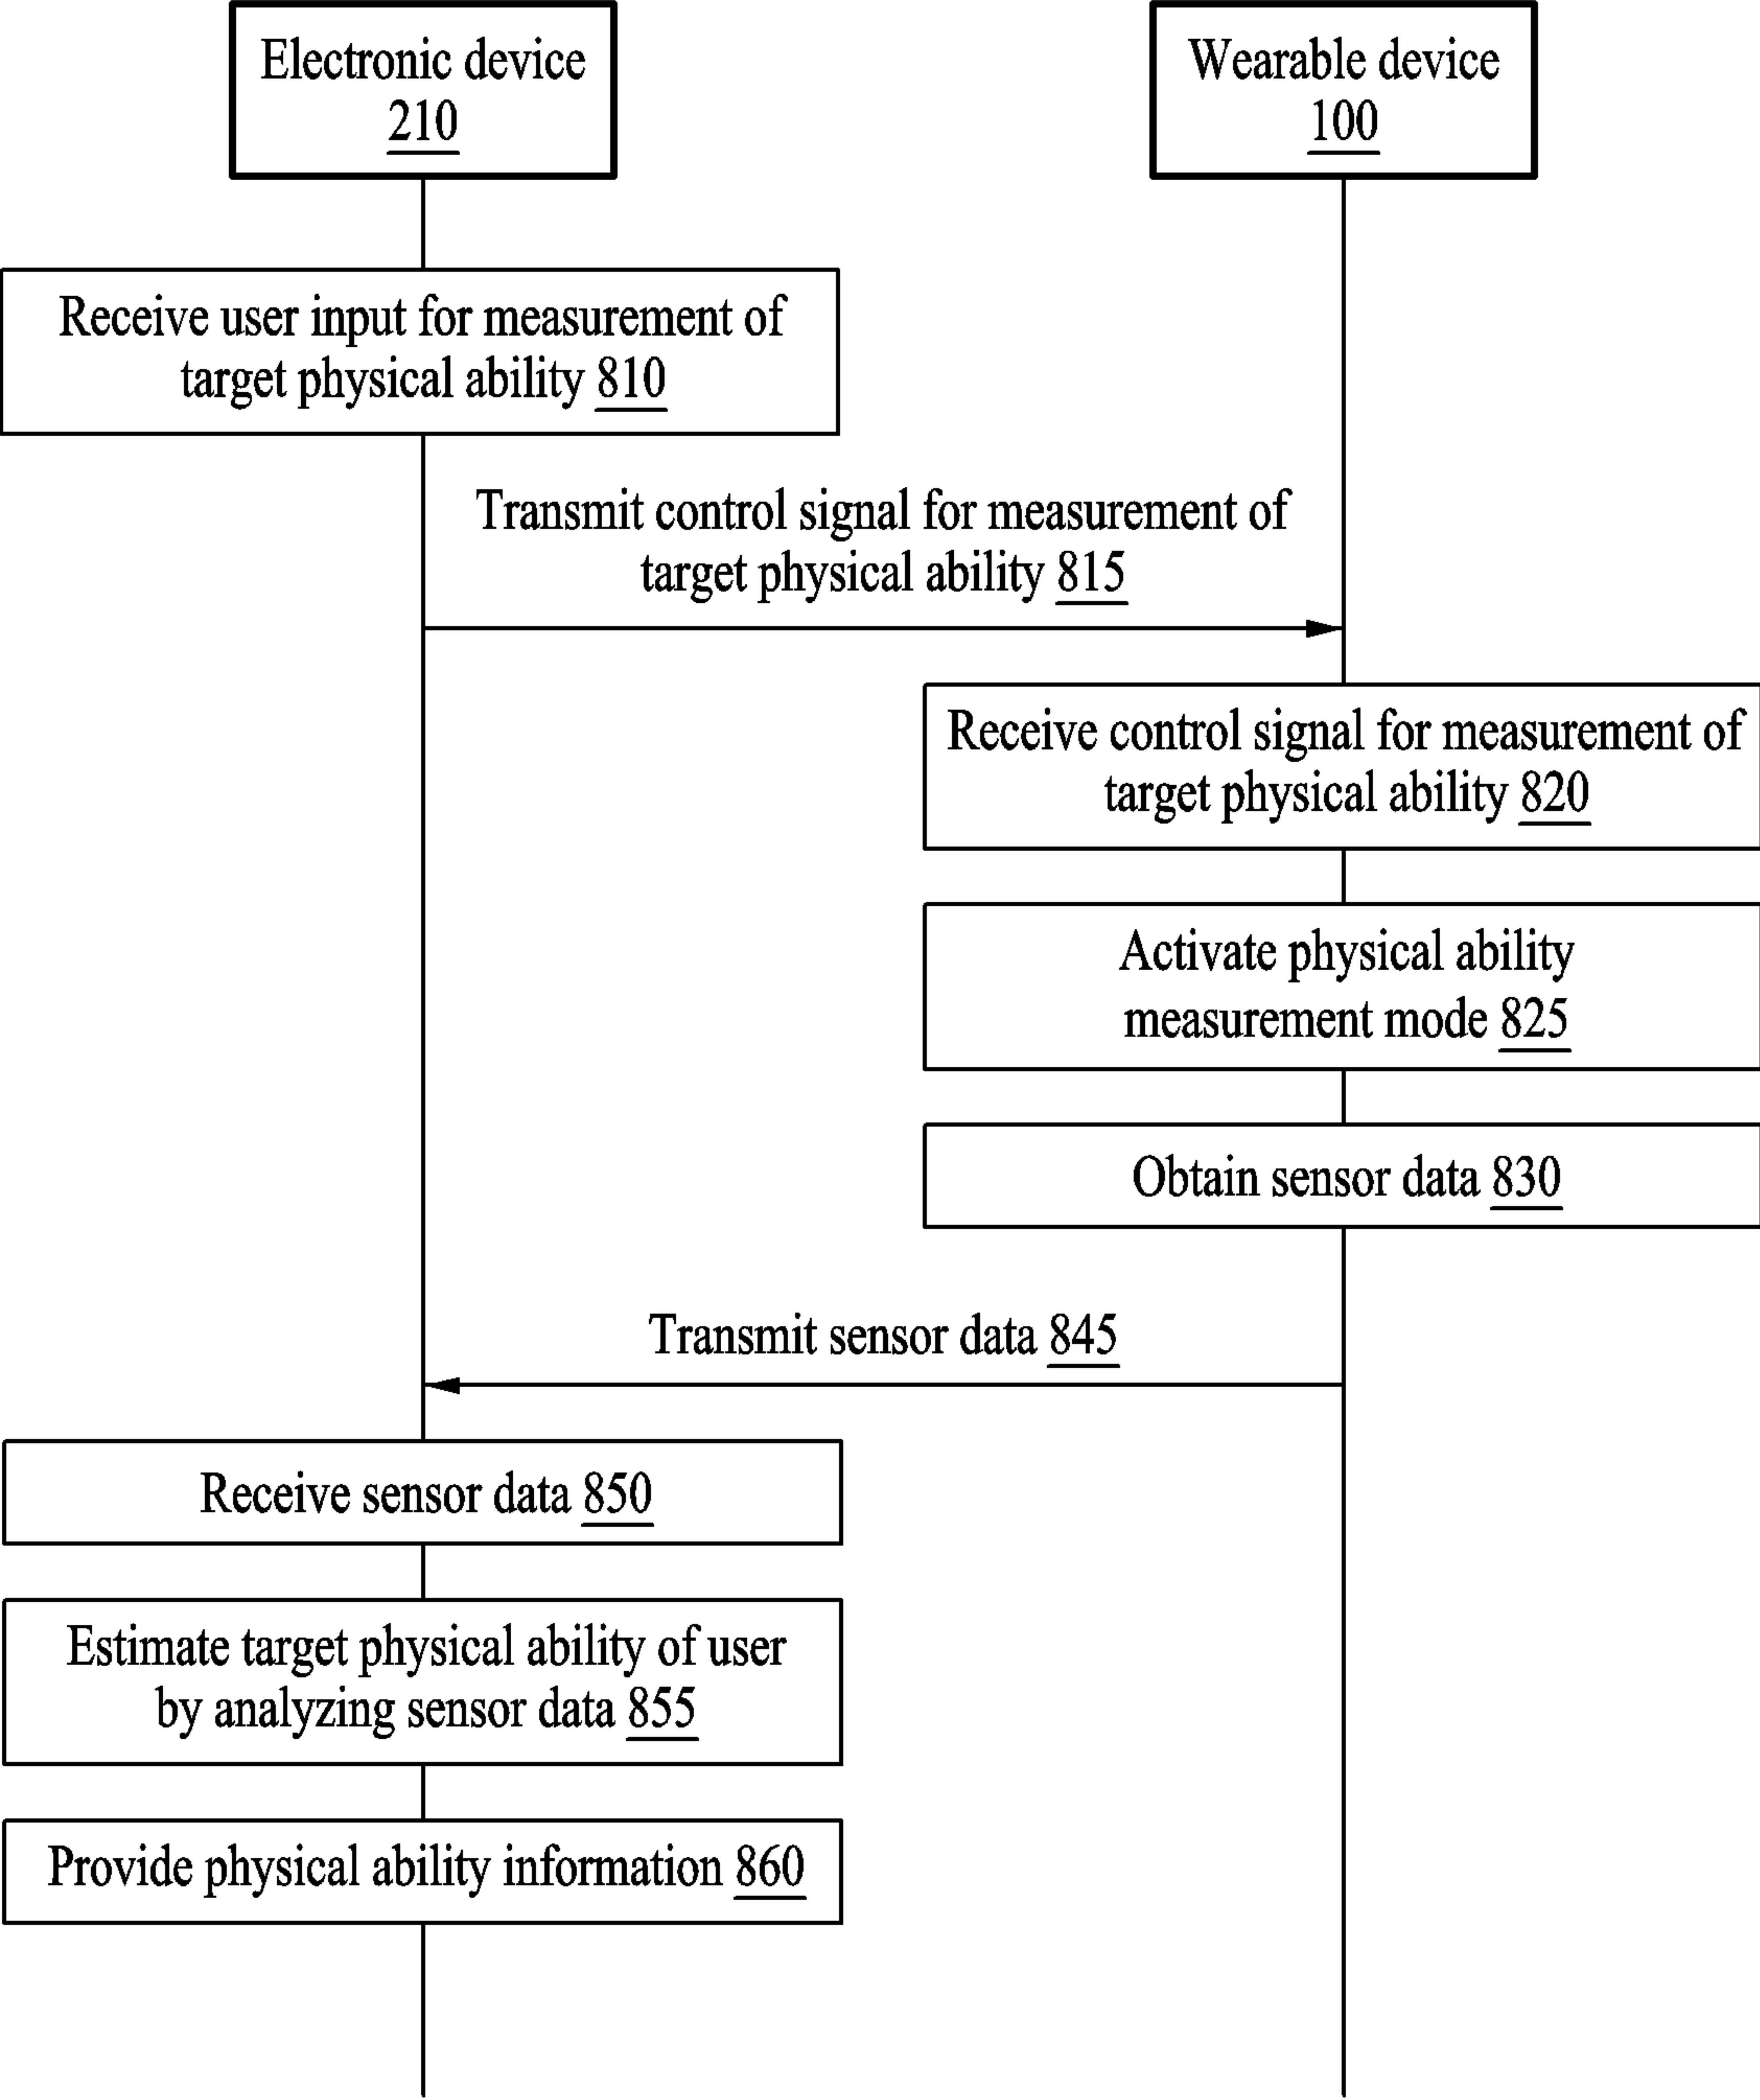 Electronic device
210
Wearable device
100
Receive user input for measurement of
target physical ability 810
Transmit control signal for measurement of
target physical ability 815
Receive control signal for measurement of
target physical ability 820
Activate physical ability
measurement mode 825
Obtain sensor data 830
Transmit sensor data 845
Receive sensor data 850
Estimate target physical ability of user
by analyzing sensor data 855
Provide physical ability information 860